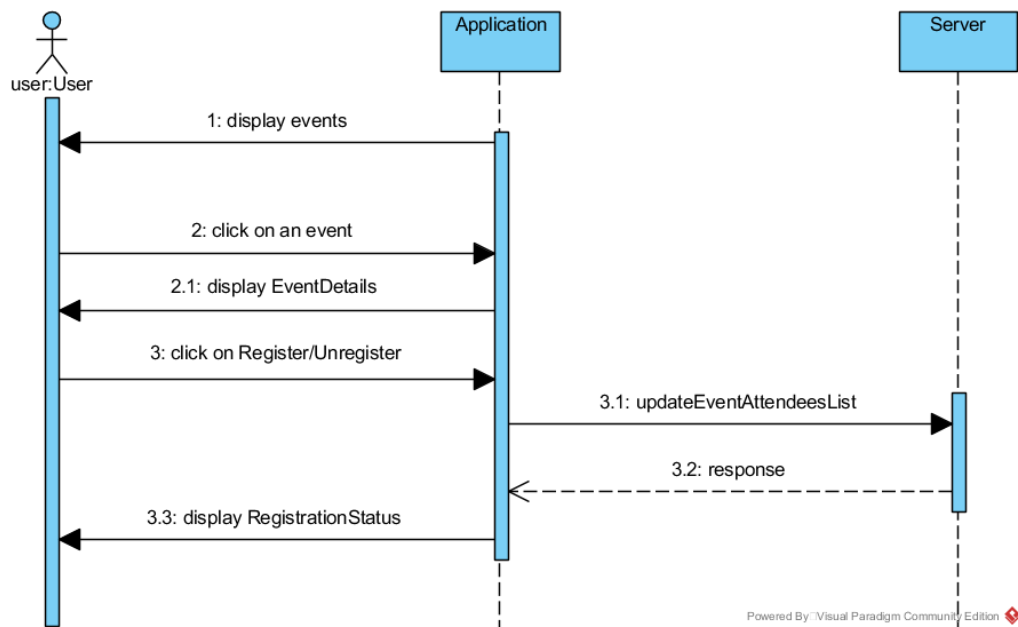 Application
Server
user:User
1: display events
2: click on an event
2.1: display EventDetails
3: click on Register/Unregister
3.1: updateEventAttendeesList
3.2: response
3.3: display RegistrationStatus
Powered By Visual Paradigm Community Edition